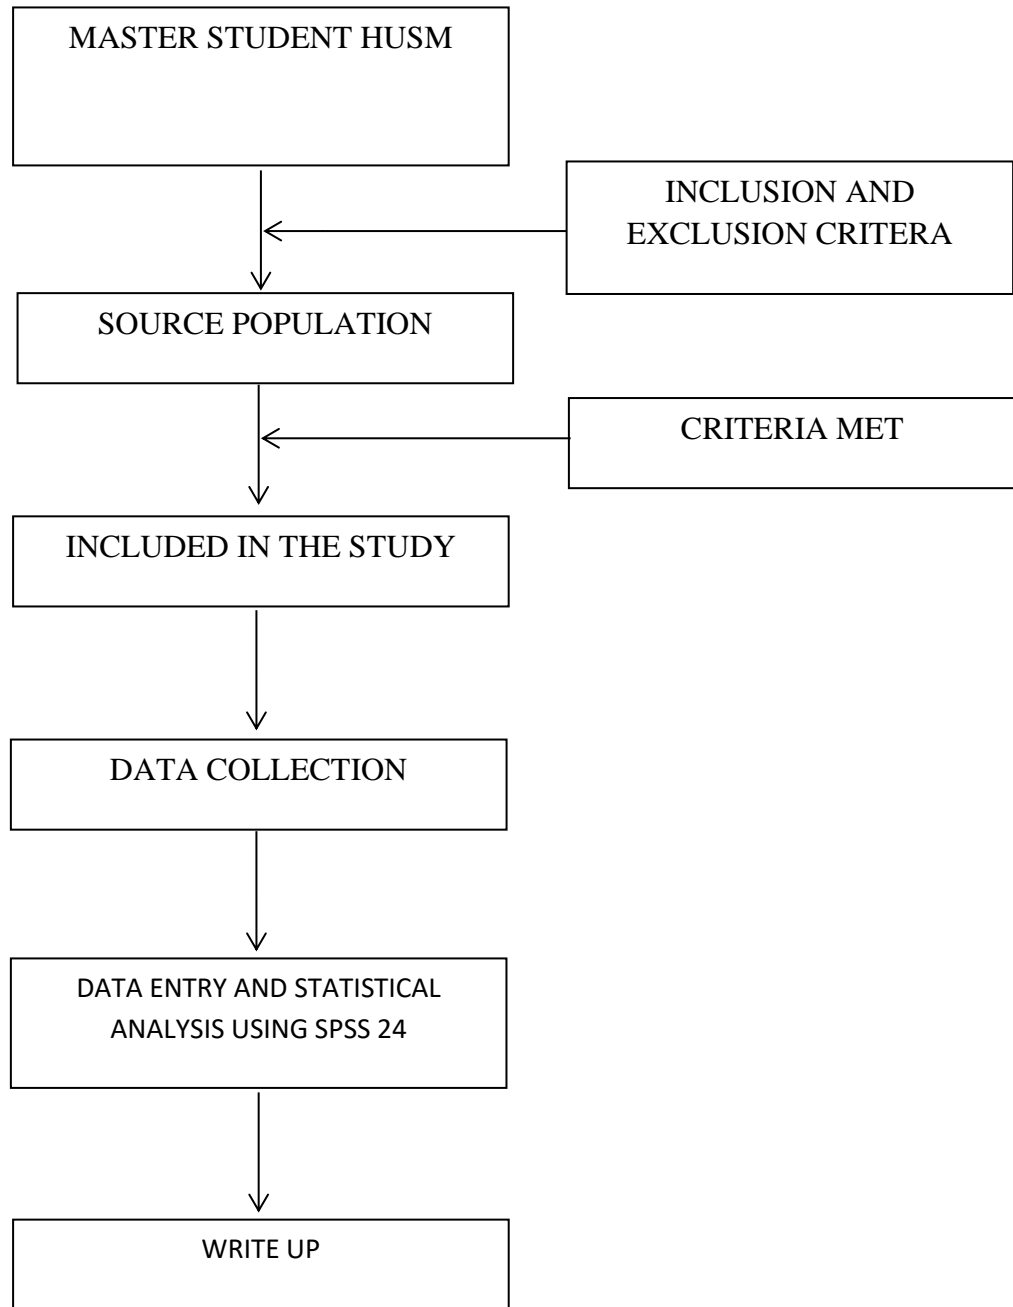 MASTER STUDENT HUSM
INCLUSION AND
EXCLUSION CRITERA
SOURCE POPULATION
CRITERIA MET
INCLUDED IN THE STUDY
DATA COLLECTION
DATA ENTRY AND STATISTICAL
ANALYSIS USING SPSS 24
WRITE UP